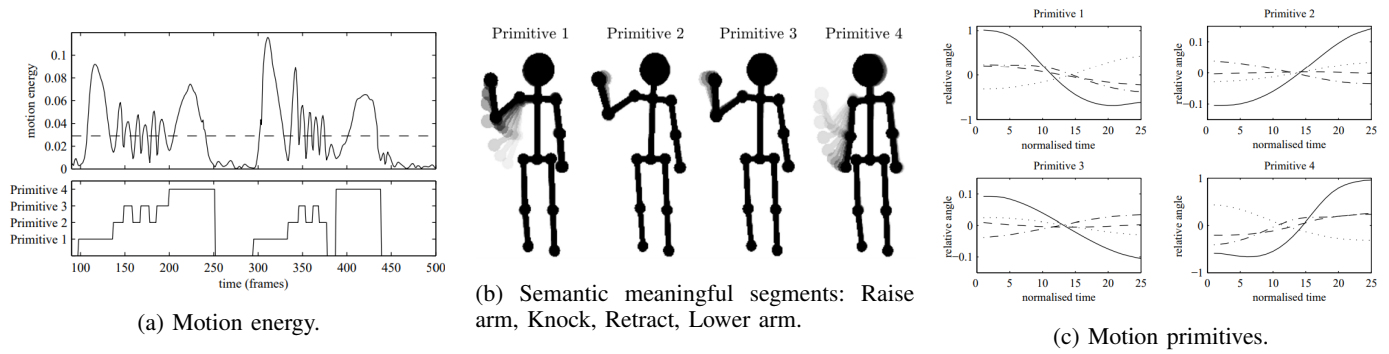 motion energy
0.1
0.08
0.06
0.04
0.02
0
Primitive 4
Primitive 3
Primitive 2
Primitive 1
100 150 200 250 300 350 400 450 500
time (frames)
(a) Motion energy.
Primitive 1 Primitive 2 Primitive 3 Primitive 4
(b) Semantic meaningful segments: Raise
arm, Knock, Retract, Lower arm.
Primitive 1
relative angle
1
0
−1
0 5 10 15 20 25
normalised time
Primitive 2
relative angle
0.1
0
−0.1
0 5 10 15 20 25
normalised time
Primitive 3
relative angle
0.1
0
−0.1
0 5 10 15 20 25
normalised time
Primitive 4
relative angle
1
0
−1
0 5 10 15 20 25
normalised time
(c) Motion primitives.